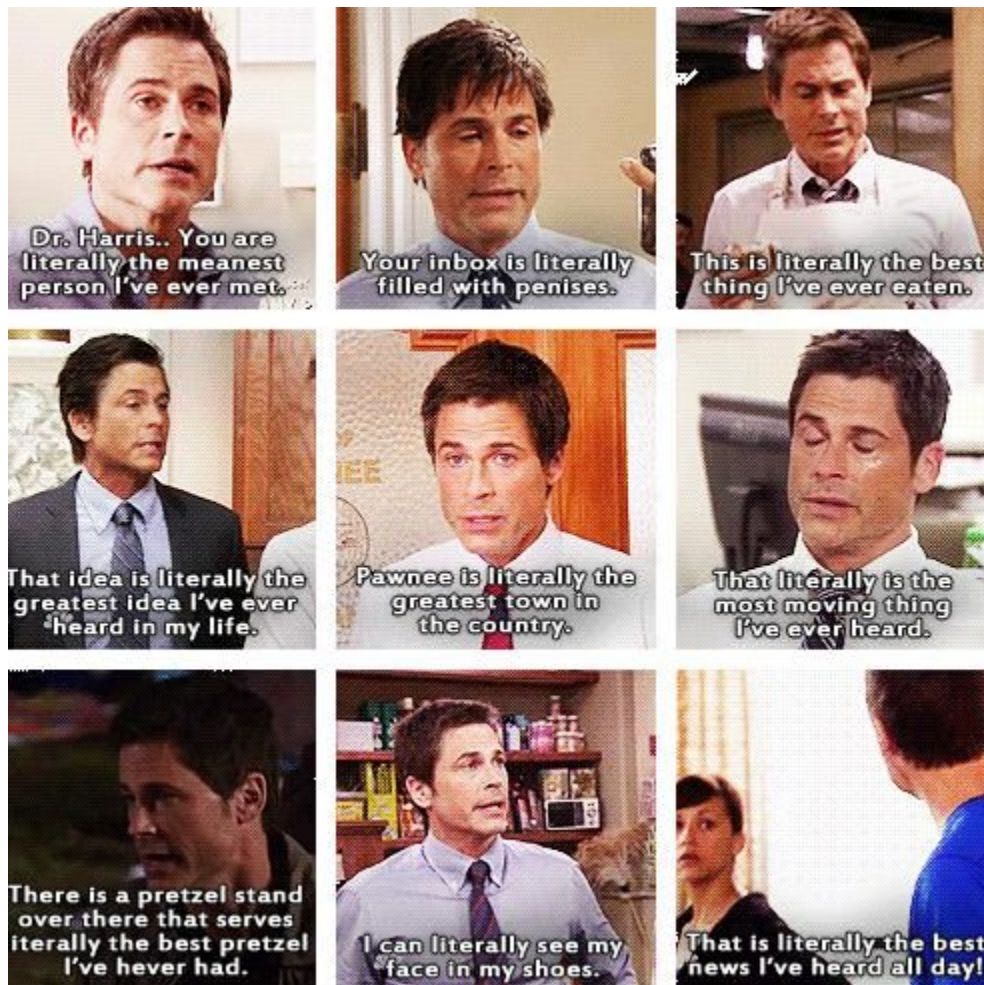 Dr. Harris.. You are
literally the meanest
person I've ever met.
Your inbox is literally
filled with penises.
This is literally the best
thing I've ever eaten.
That idea is literally the
greatest idea I've ever
heard in my life.
Pawnee is literally the
greatest town in
the country.
That literally is the
most moving thing
I've ever heard.
There is a pretzel stand
over there that serves
iterally the best pretzel
I've hever had.
I can literally see my
face in my shoes.
That is literally the best
news I've heard all day!